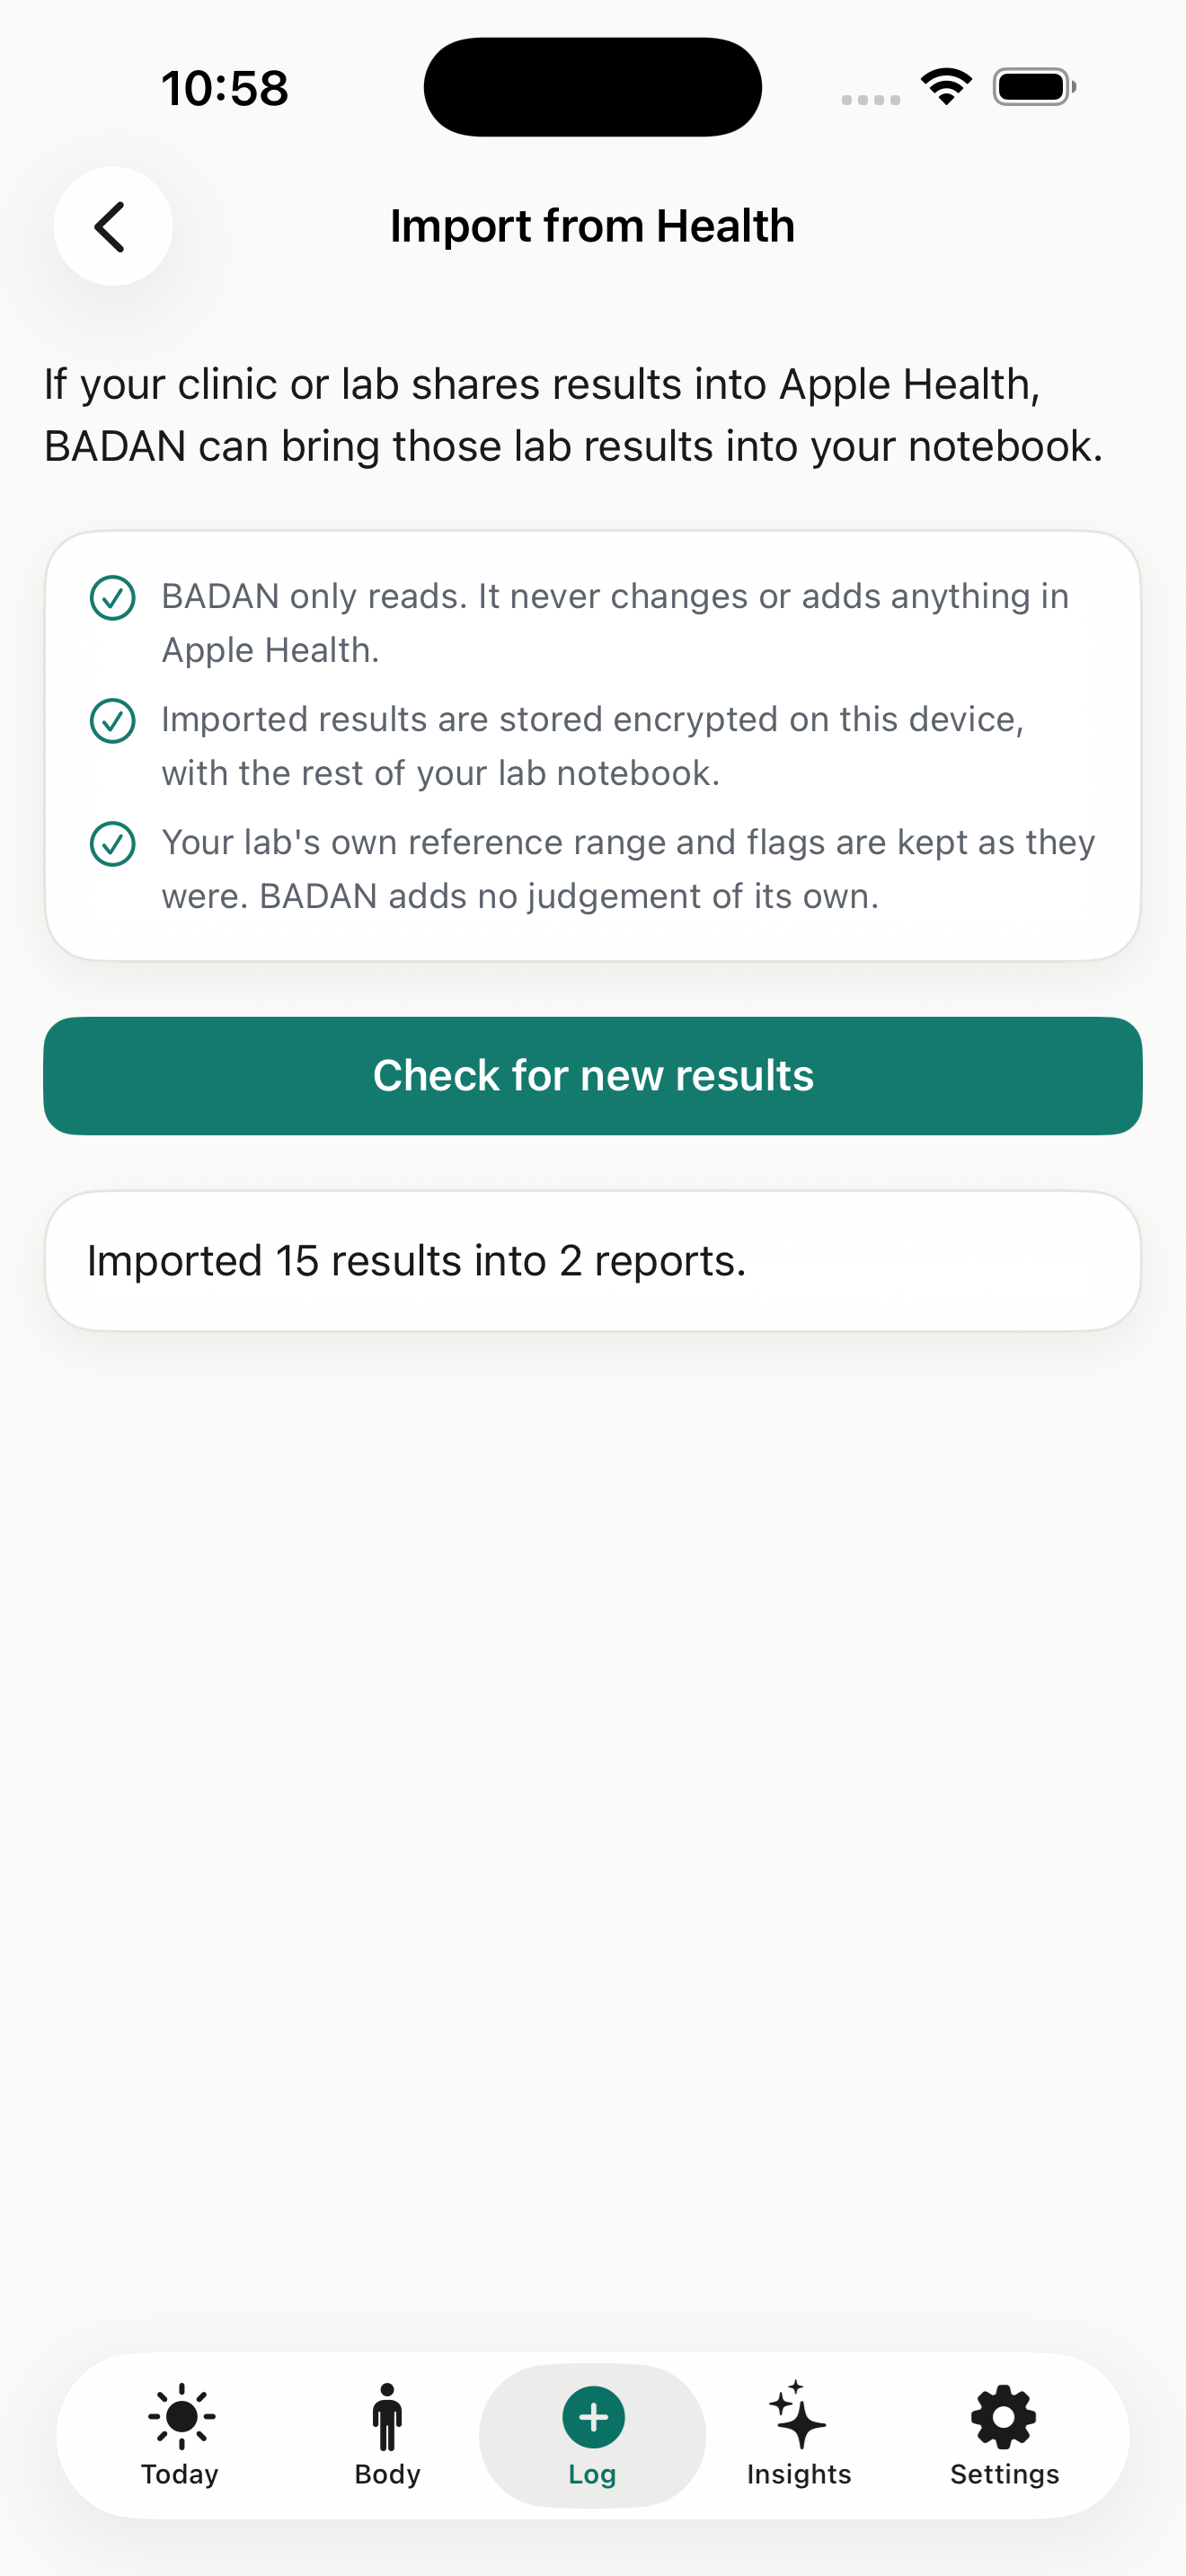 10:58
Import from Health
If your clinic or lab shares results into Apple Health,
BADAN can bring those lab results into your notebook.
BADAN only reads. It never changes or adds anything in
Apple Health.
Imported results are stored encrypted on this device,
with the rest of your lab notebook.
Your lab's own reference range and flags are kept as they
were. BADAN adds no judgement of its own.
Check for new results
Imported 15 results into 2 reports.
Today Body Log Insights Settings